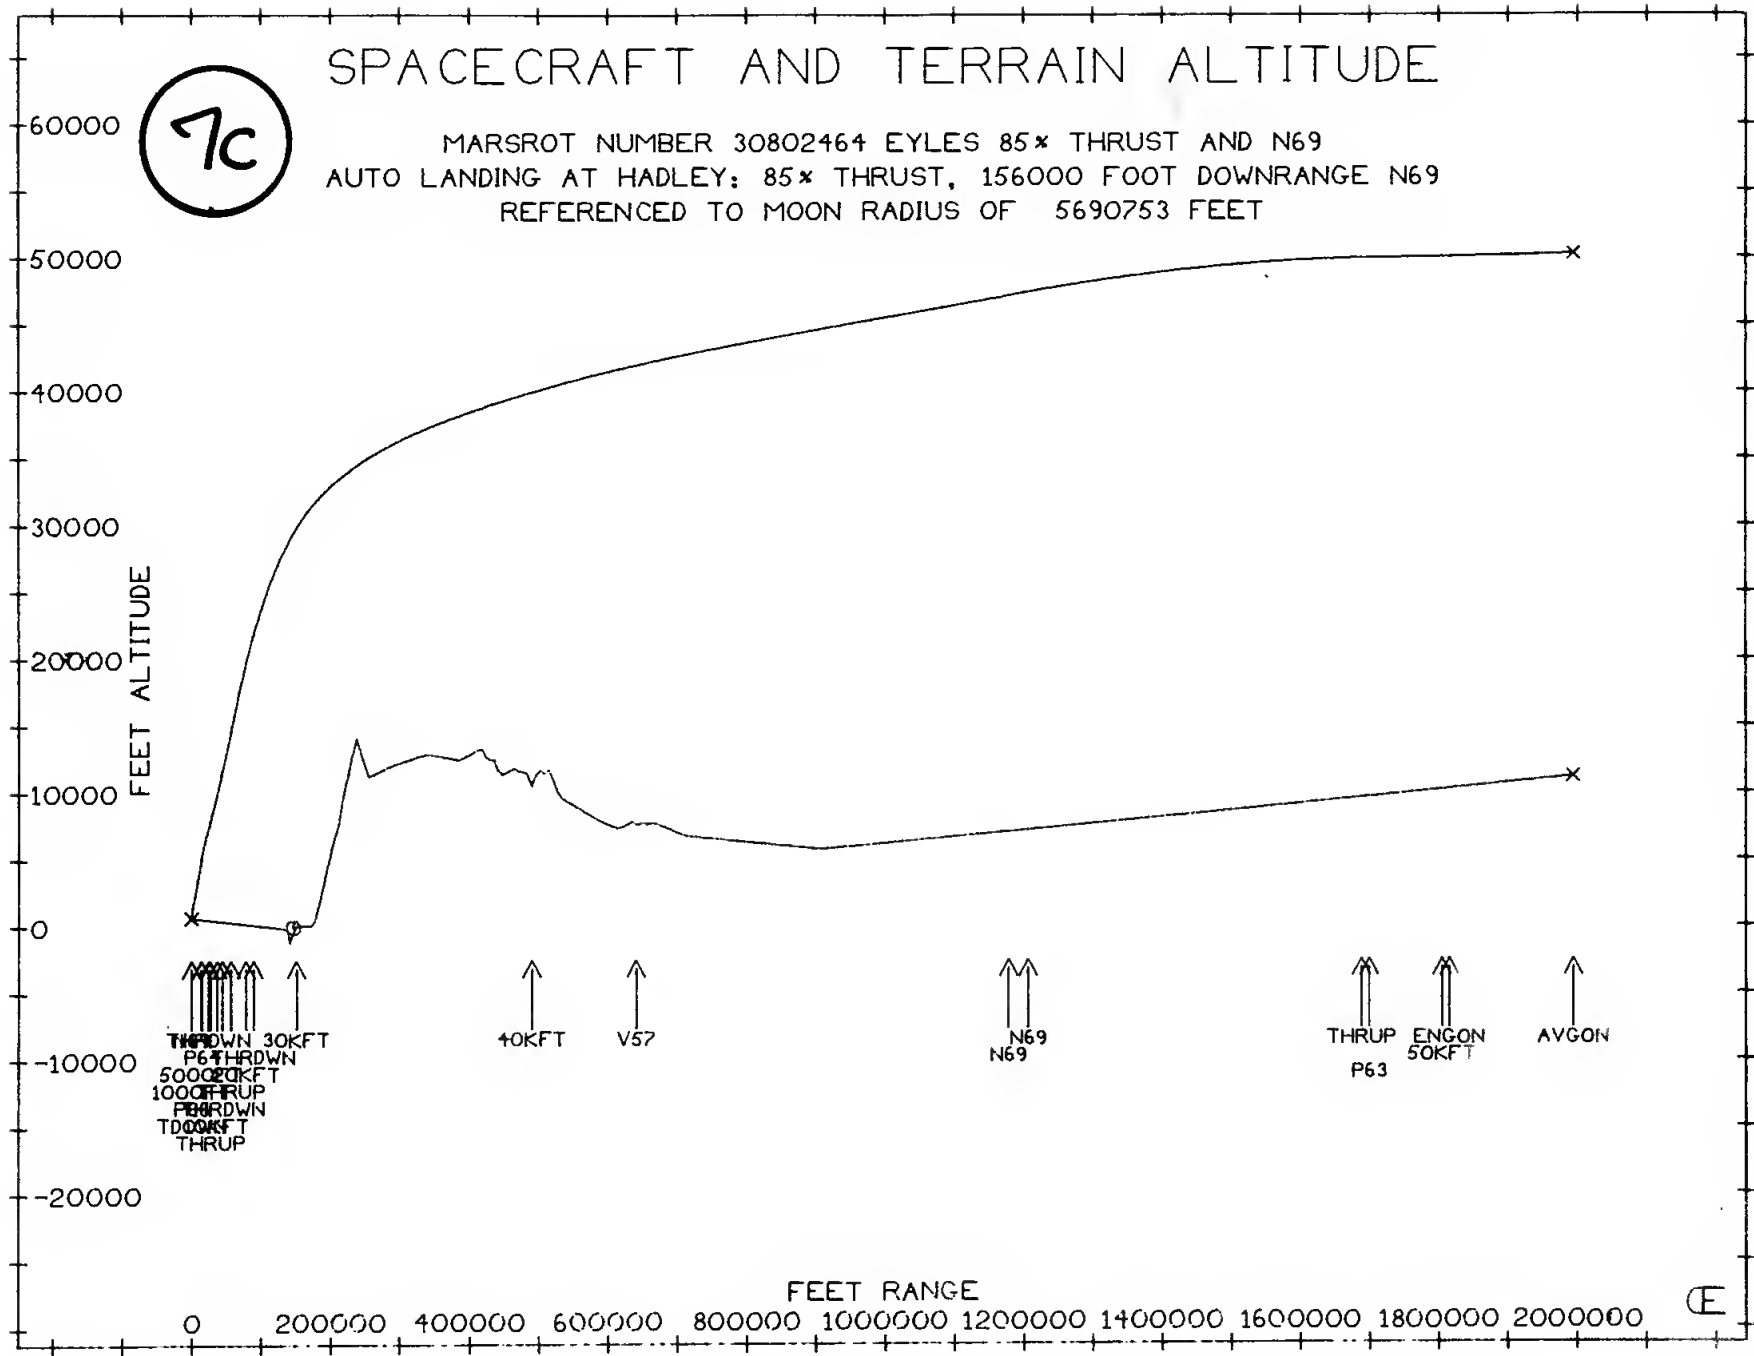 SPACECRAFT AND TERRAIN ALTITUDE
7C
MARSROT NUMBER 30802464 EYLES 85% THRUST AND N69
AUTO LANDING AT HADLEY: 85% THRUST, 156000 FOOT DOWNRANGE N69
REFERENCED TO MOON RADIUS OF 5690753 FEET
60000
50000
40000
30000
20000
10000
0
-10000
-20000
FEET ALTITUDE
30KFT 40KFT V57 N69 THRUP ENGON AVGON
THRDWN N69 50KFT
P63
THRUP
FEET RANGE
0 200000 400000 600000 800000 1000000 1200000 1400000 1600000 1800000 2000000